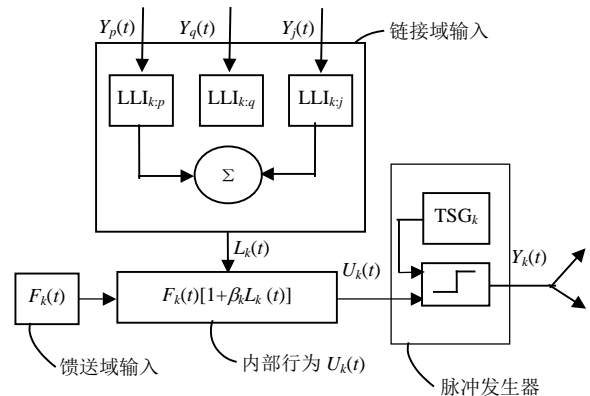 Yp(t) Yq(t) Yj(t)
链接域输入
LLIk:p LLIk:q LLIk:j
Σ
TSGk
Lk(t)
Uk(t)
Yk(t)
Fk(t)
Fk(t)[1+βkLk (t)]
馈送域输入
内部行为 Uk(t)
脉冲发生器